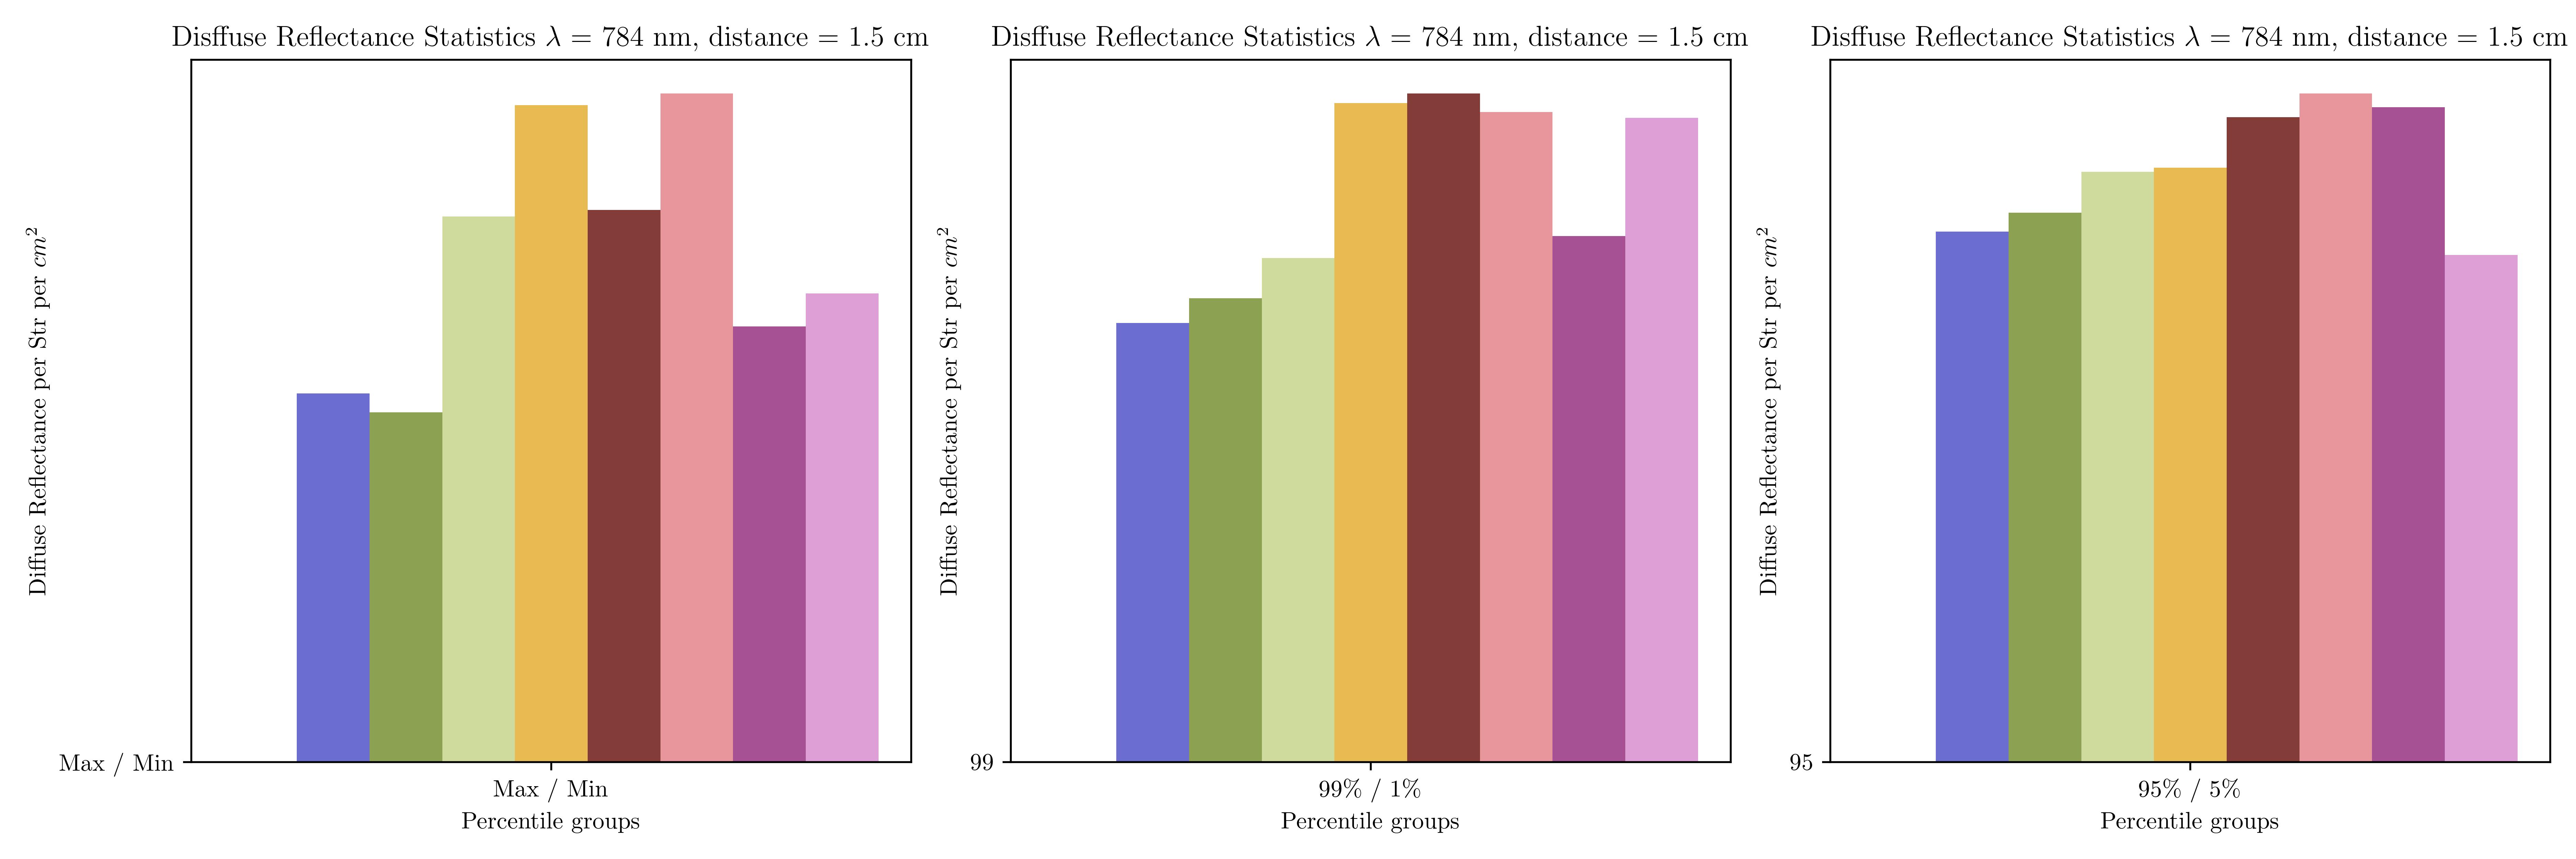 Disffuse Reflectance Statistics λ = 784 nm, distance = 1.5 cm
Diffuse Reflectance per Str per cm²
Max / Min
Max / Min
Percentile groups
Disffuse Reflectance Statistics λ = 784 nm, distance = 1.5 cm
Diffuse Reflectance per Str per cm²
99
99% / 1%
Percentile groups
Disffuse Reflectance Statistics λ = 784 nm, distance = 1.5 cm
Diffuse Reflectance per Str per cm²
95
95% / 5%
Percentile groups